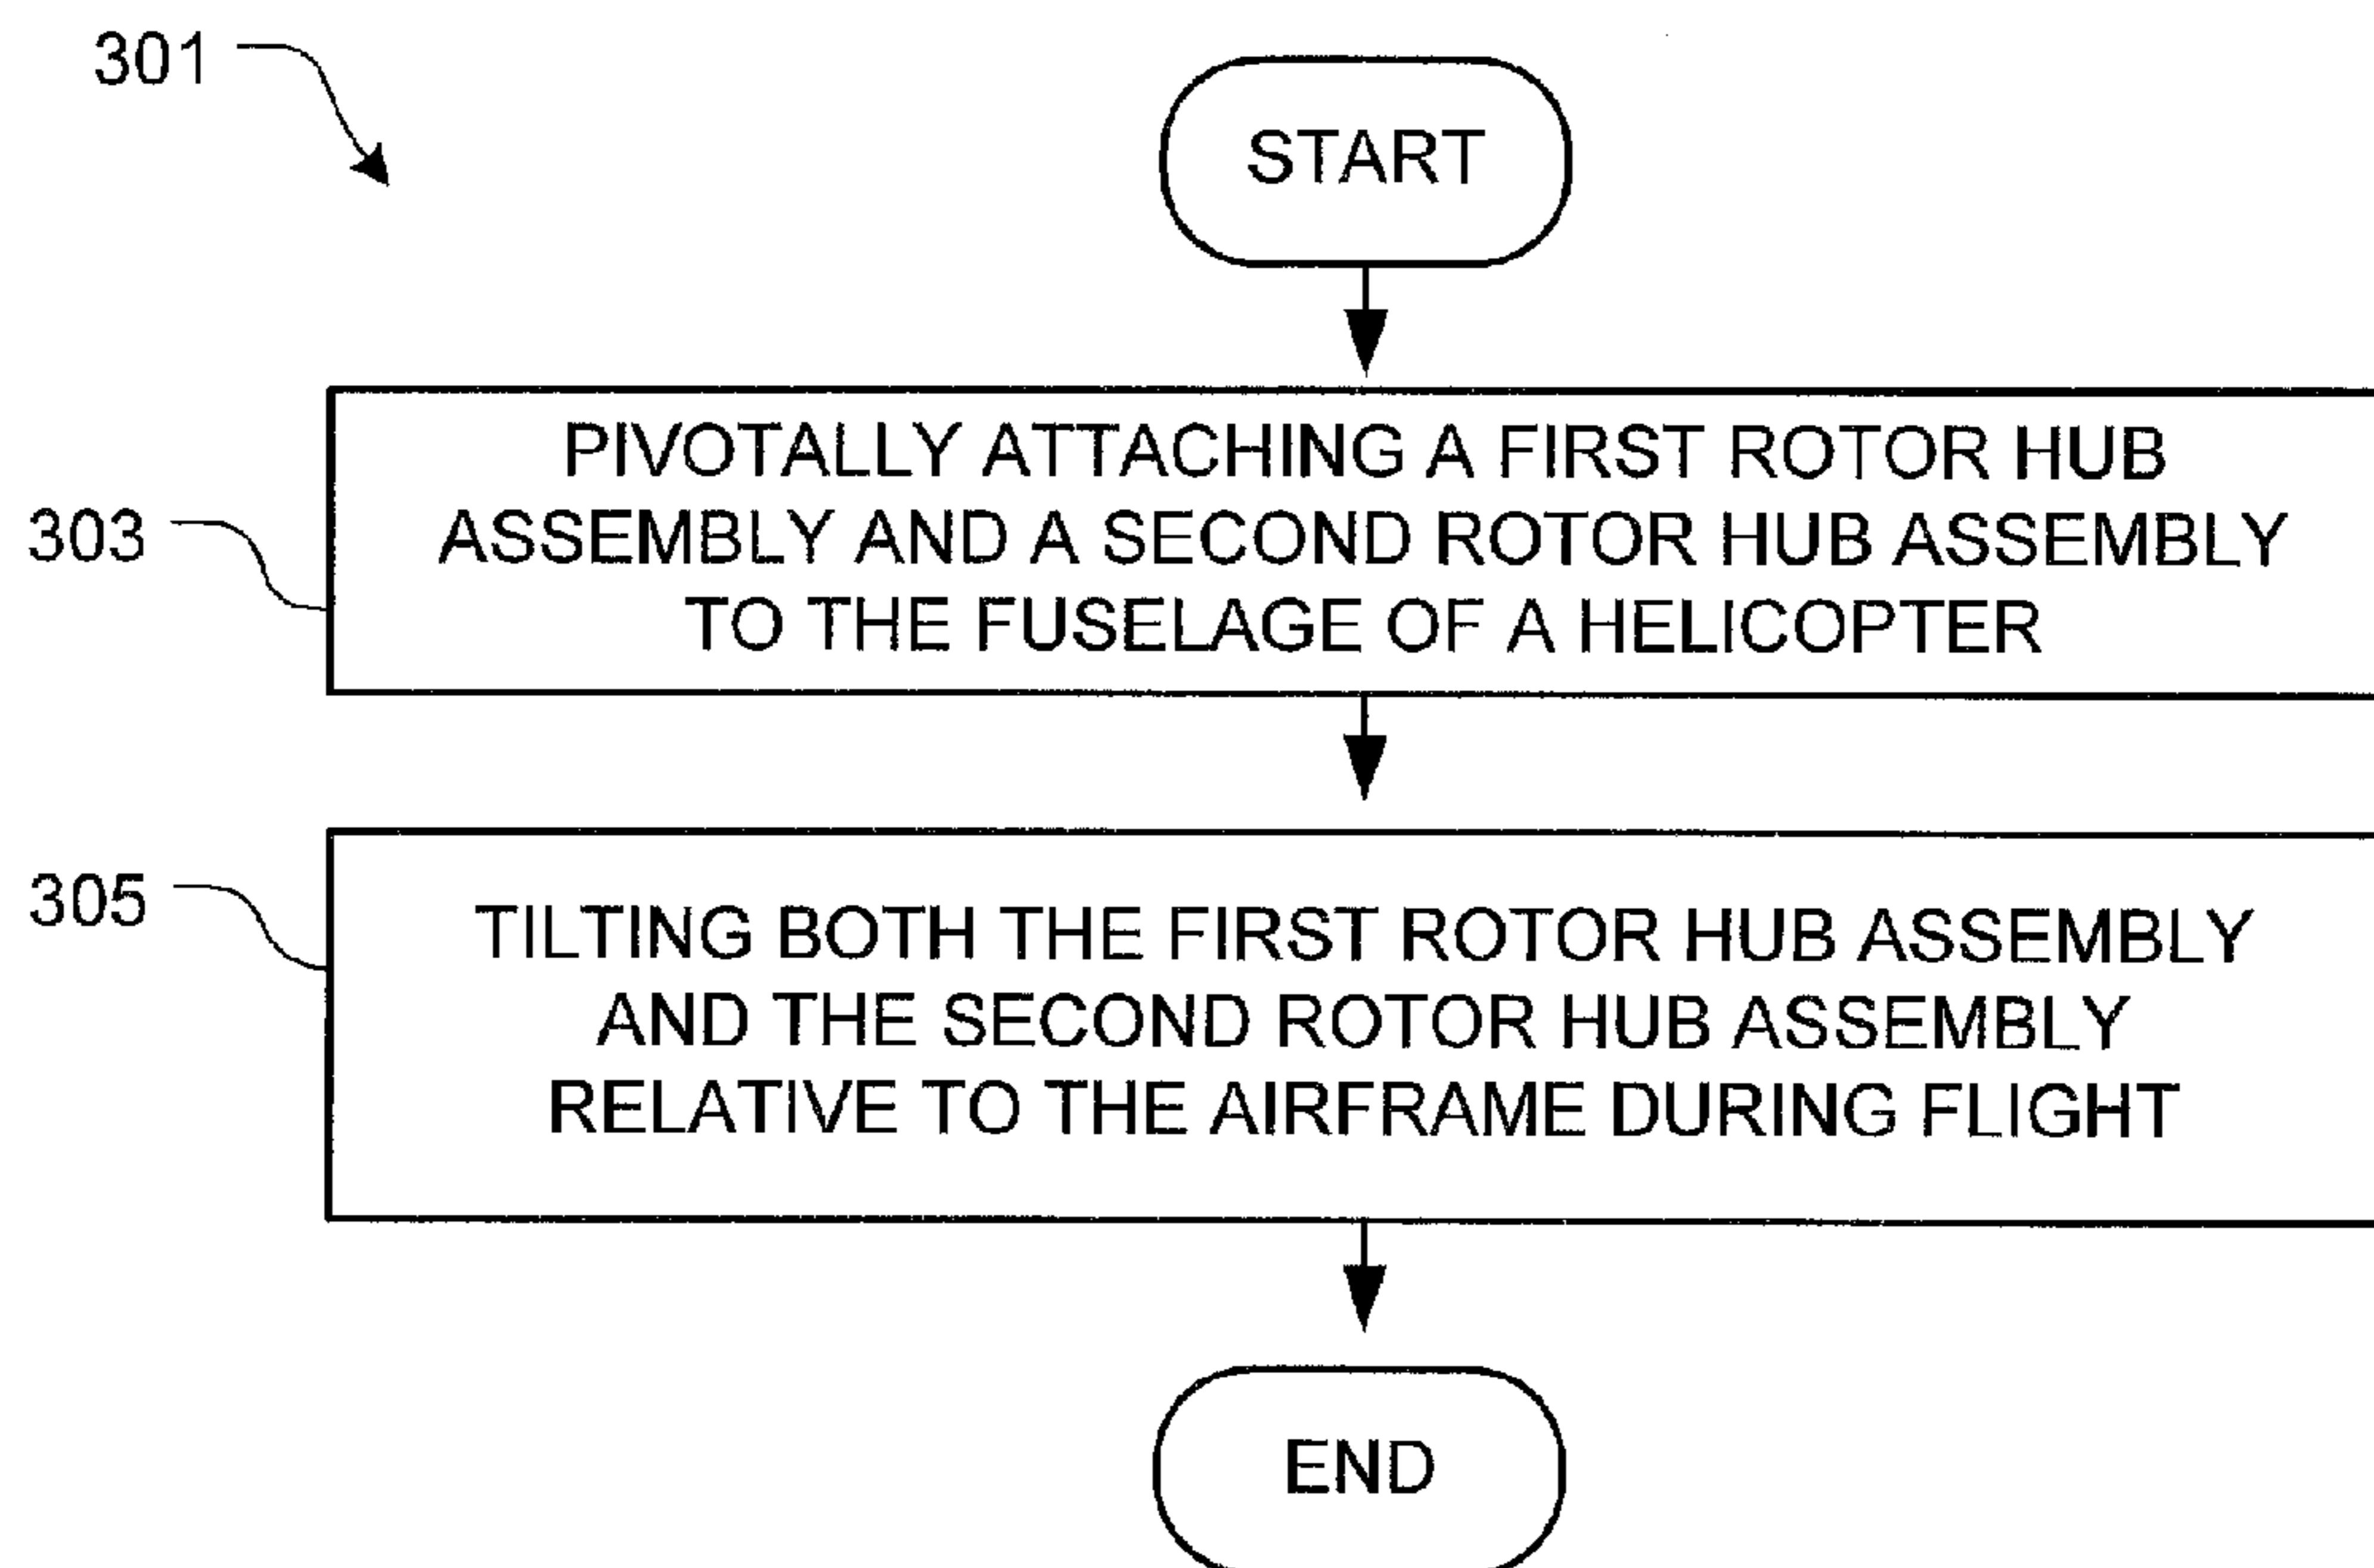 301
START
303
PIVOTALLY ATTACHING A FIRST ROTOR HUB
ASSEMBLY AND A SECOND ROTOR HUB ASSEMBLY
TO THE FUSELAGE OF A HELICOPTER
305
TILTING BOTH THE FIRST ROTOR HUB ASSEMBLY
AND THE SECOND ROTOR HUB ASSEMBLY
RELATIVE TO THE AIRFRAME DURING FLIGHT
END